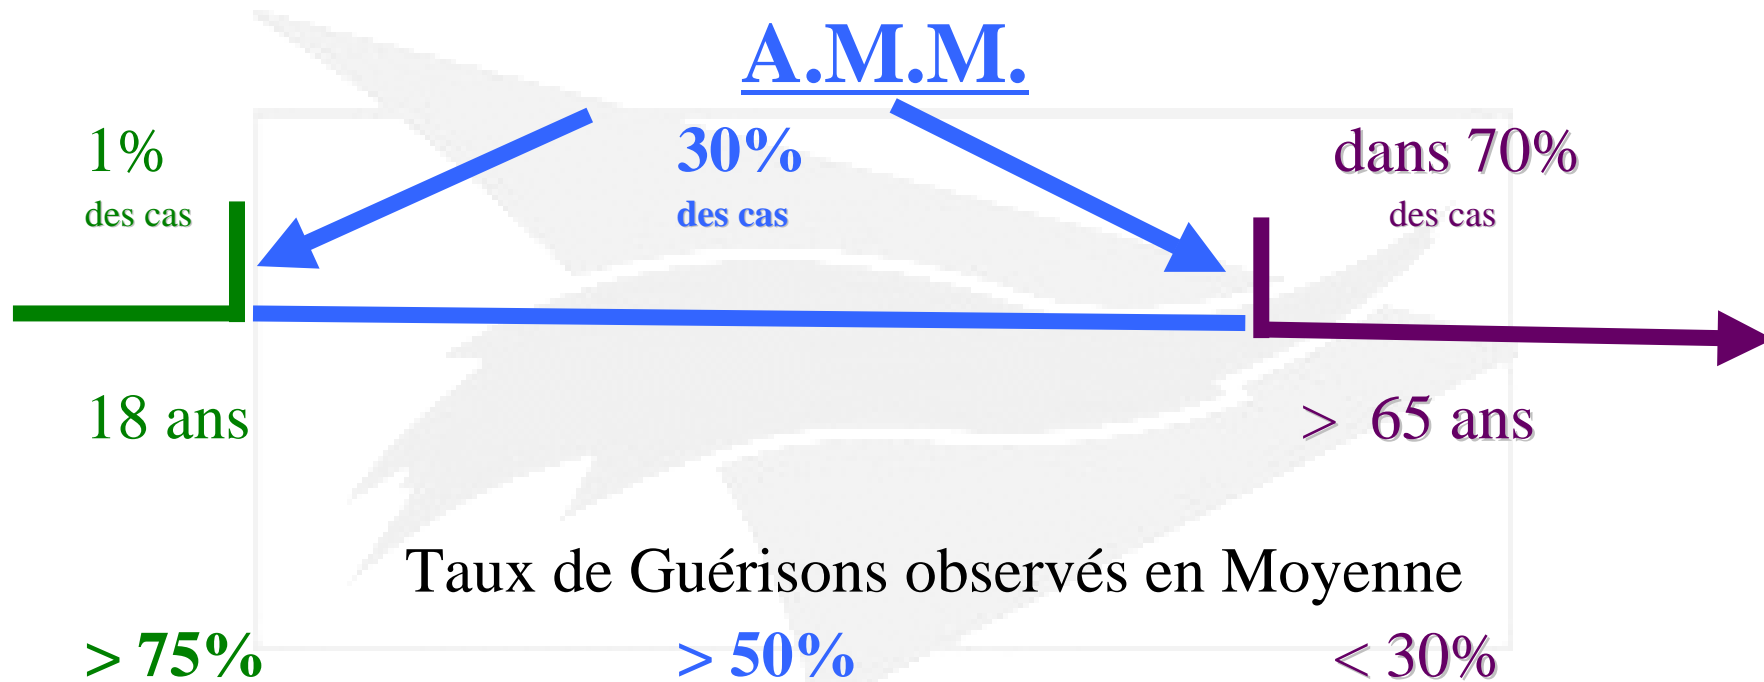 A.M.M.
1% 30% dans 70%
des cas des cas des cas
18 ans > 65 ans
Taux de Guérisons observés en Moyenne
> 75% > 50% < 30%